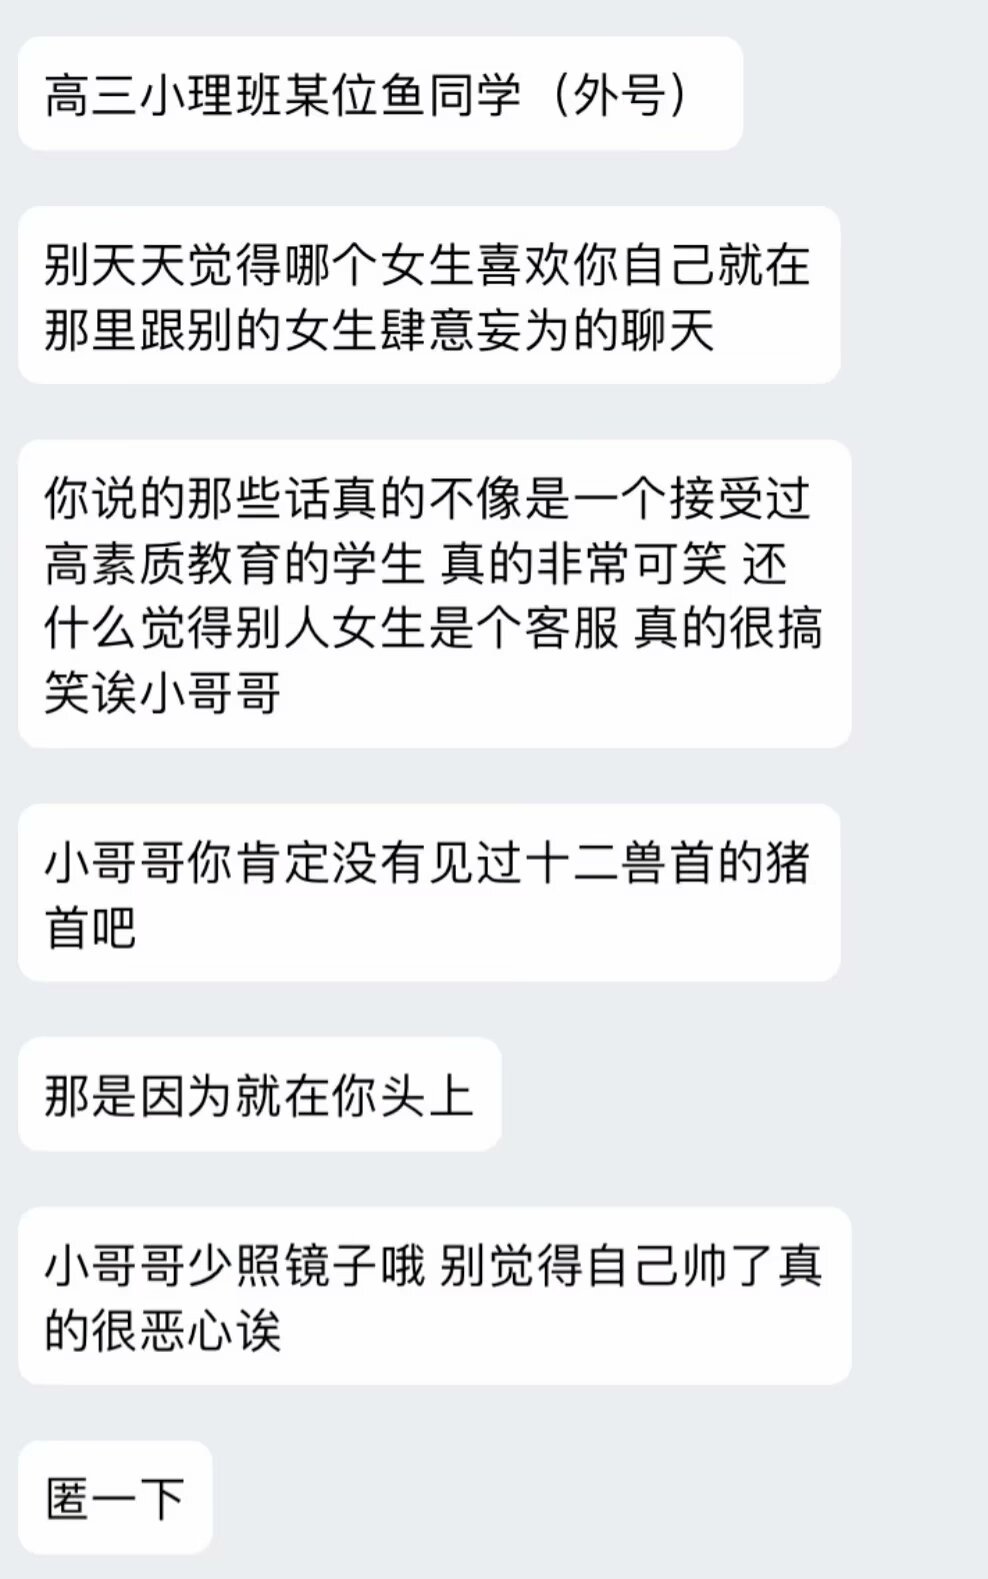 高三小理班某位鱼同学（外号）
别天天觉得哪个女生喜欢你自己就在
那里跟别的女生肆意妄为的聊天
你说的那些话真的不像是一个接受过
高素质教育的学生 真的非常可笑 还
什么觉得别人女生是个客服 真的很搞
笑诶小哥哥
小哥哥你肯定没有见过十二兽首的猪
首吧
那是因为就在你头上
小哥哥少照镜子哦 别觉得自己帅了真
的很恶心诶
匿一下